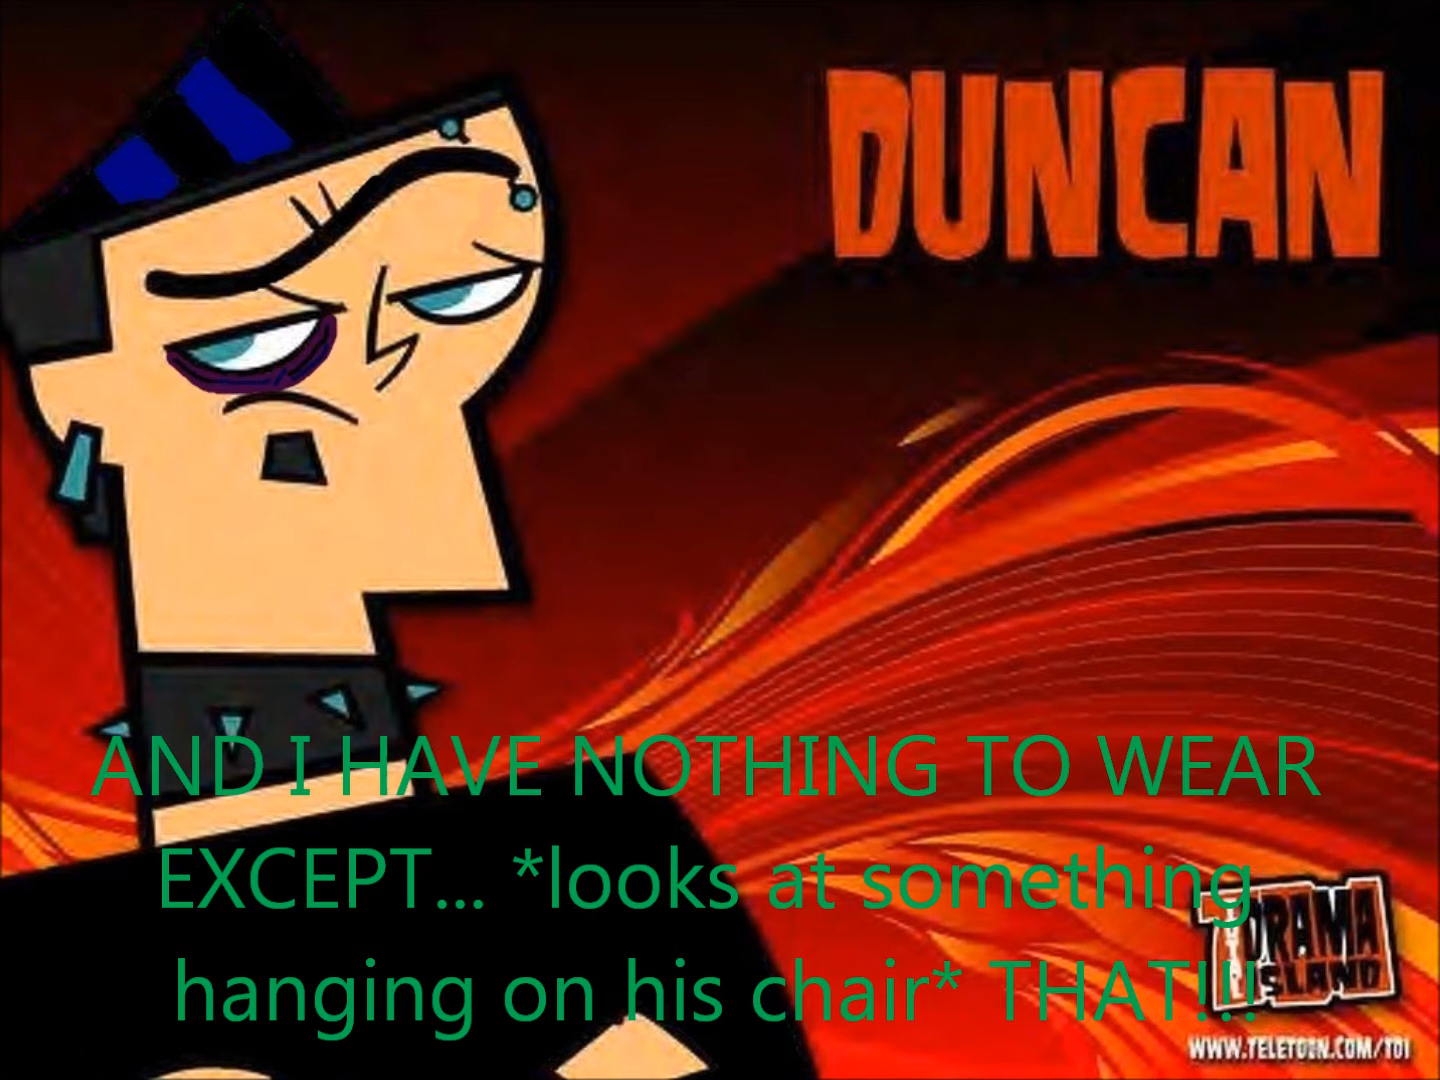 DUNCAN
AND I HAVE NOTHING TO WEAR
EXCEPT... *looks at something
hanging on his chair* THAT!!!
TOTAL
DRAMA
ISLAND
WWW.TELETOON.COM/TDI